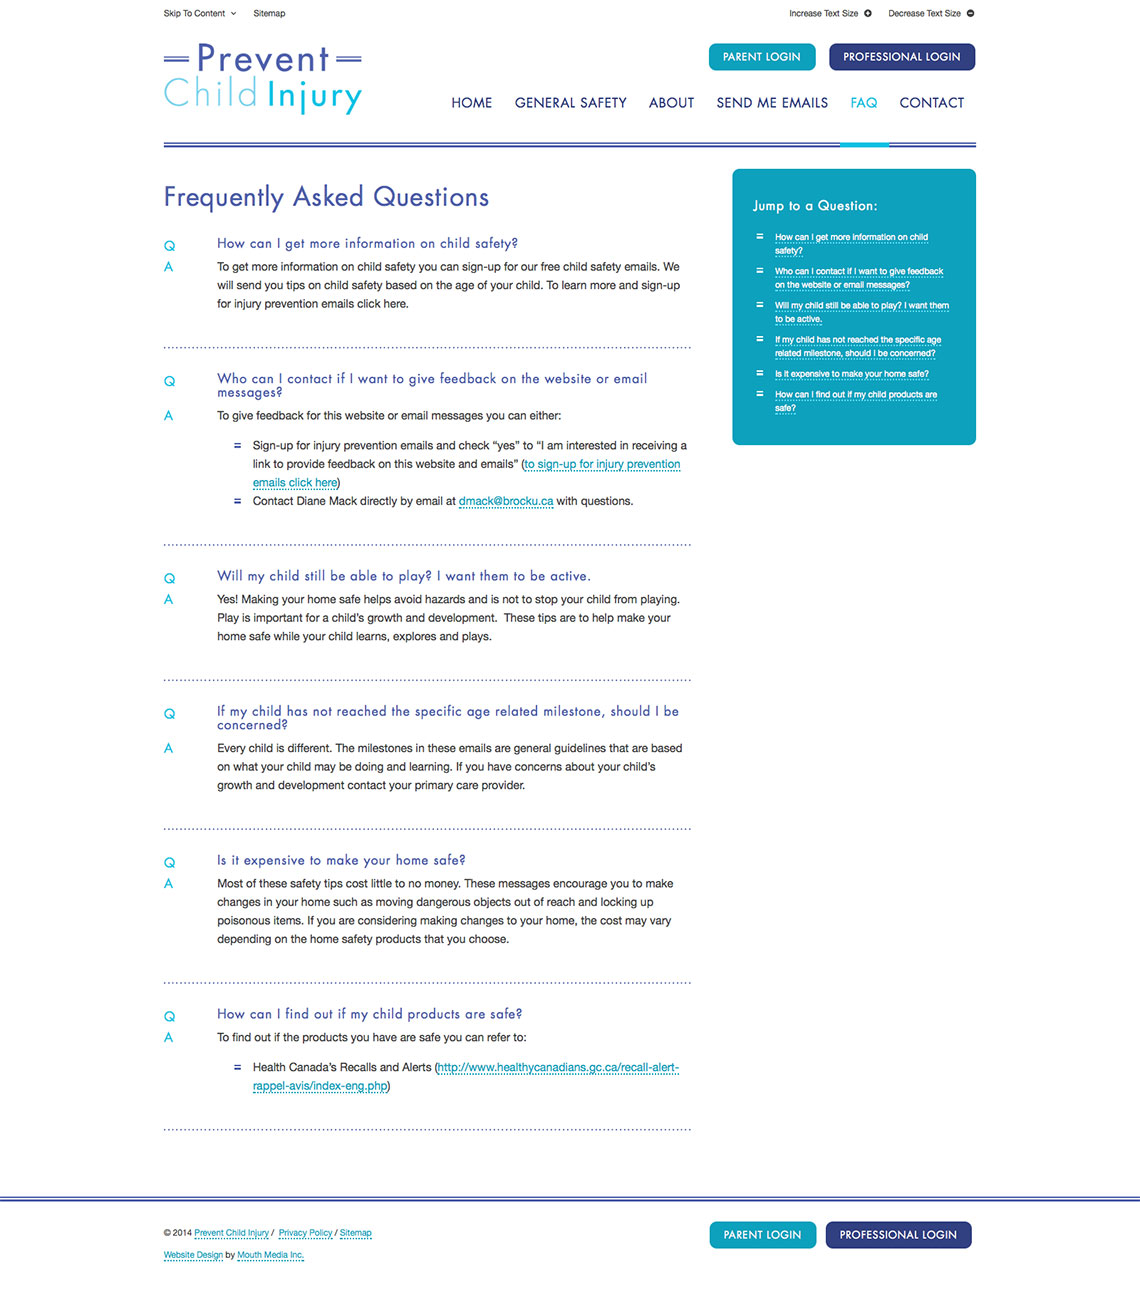 Skip To Content
Sitemap
Increase Text Size
Decrease Text Size
Prevent
Child Injury
PARENT LOGIN
PROFESSIONAL LOGIN
HOME
GENERAL SAFETY
ABOUT
SEND ME EMAILS
FAQ
CONTACT
Frequently Asked Questions
Q
How can I get more information on child safety?
A
To get more information on child safety you can sign-up for our free child safety emails. We
will send you tips on child safety based on the age of your child. To learn more and sign-up
for injury prevention emails click here.
Q
Who can I contact if I want to give feedback on the website or email
messages?
A
To give feedback for this website or email messages you can either:
Sign-up for injury prevention emails and check “yes” to “I am interested in receiving a
link to provide feedback on this website and emails” (to sign-up for injury prevention
emails click here)
Contact Diane Mack directly by email at dmack@brocku.ca with questions.
Q
Will my child still be able to play? I want them to be active.
A
Yes! Making your home safe helps avoid hazards and is not to stop your child from playing.
Play is important for a child’s growth and development.  These tips are to help make your
home safe while your child learns, explores and plays.
Q
If my child has not reached the specific age related milestone, should I be
concerned?
A
Every child is different. The milestones in these emails are general guidelines that are based
on what your child may be doing and learning. If you have concerns about your child’s
growth and development contact your primary care provider.
Q
Is it expensive to make your home safe?
A
Most of these safety tips cost little to no money. These messages encourage you to make
changes in your home such as moving dangerous objects out of reach and locking up
poisonous items. If you are considering making changes to your home, the cost may vary
depending on the home safety products that you choose.
Q
How can I find out if my child products are safe?
A
To find out if the products you have are safe you can refer to:
Health Canada’s Recalls and Alerts (http://www.healthycanadians.gc.ca/recall-alert-
rappel-avis/index-eng.php)
Jump to a Question:
How can I get more information on child
safety?
Who can I contact if I want to give feedback
on the website or email messages?
Will my child still be able to play? I want them
to be active.
If my child has not reached the specific age
related milestone, should I be concerned?
Is it expensive to make your home safe?
How can I find out if my child products are
safe?
© 2014 Prevent Child Injury / Privacy Policy / Sitemap
Website Design by Mouth Media Inc.
PARENT LOGIN
PROFESSIONAL LOGIN